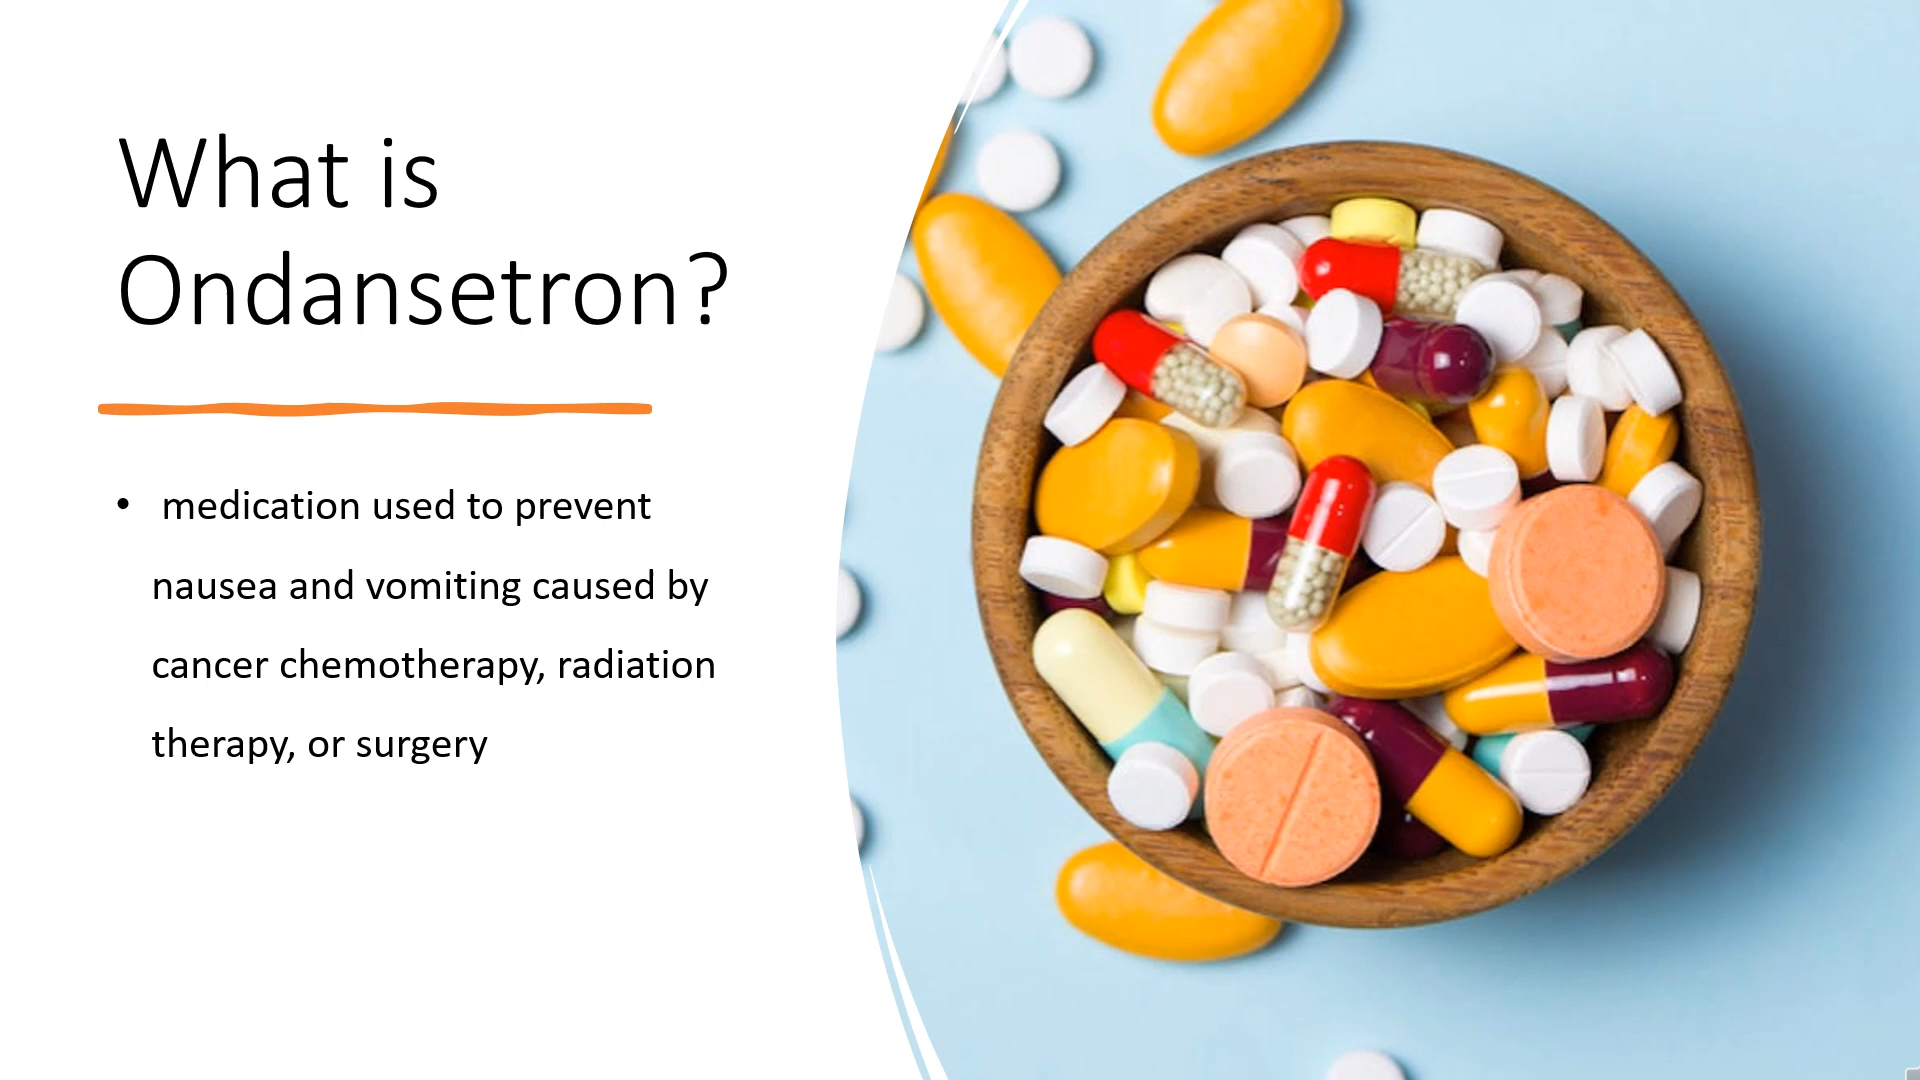 What is
Ondansetron?
• medication used to prevent
nausea and vomiting caused by
cancer chemotherapy, radiation
therapy, or surgery